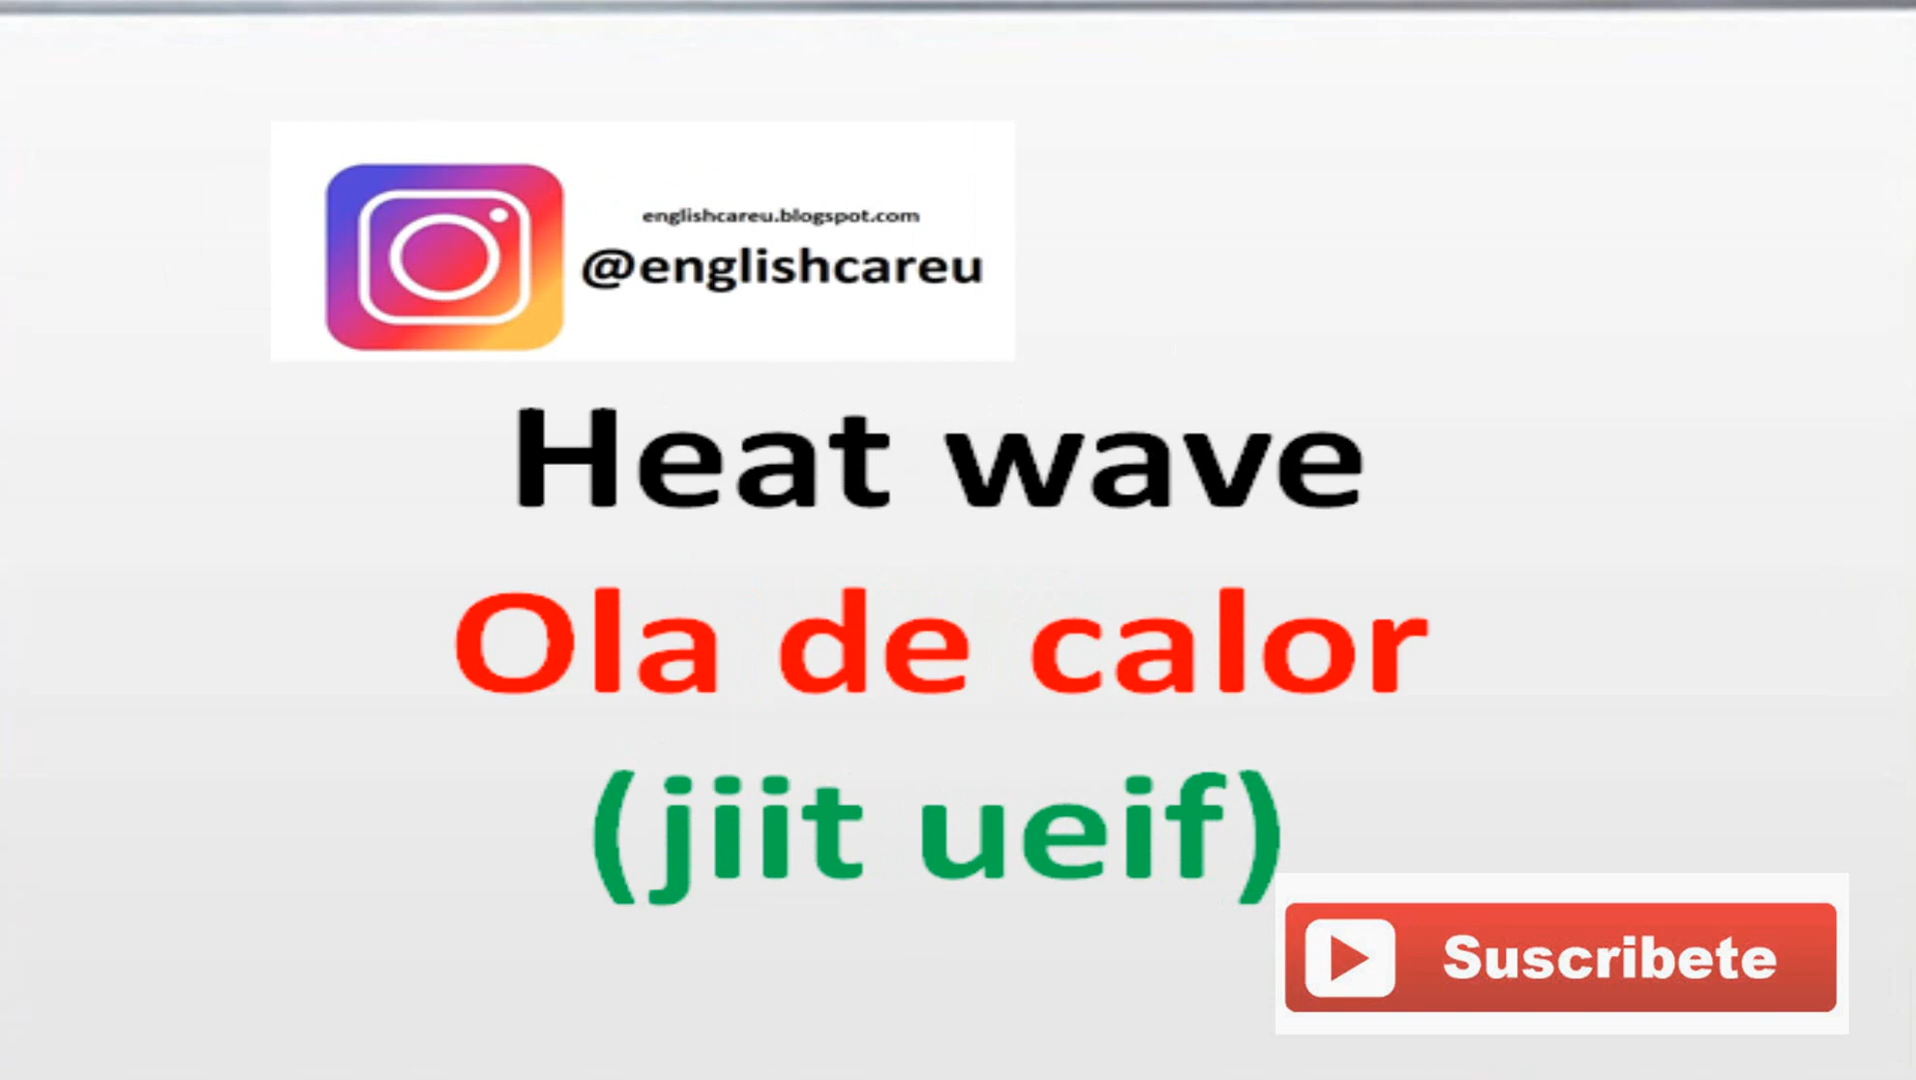 englishcareu.blogspot.com
@englishcareu
Heat wave
Ola de calor
(jiit ueif)
Suscribete